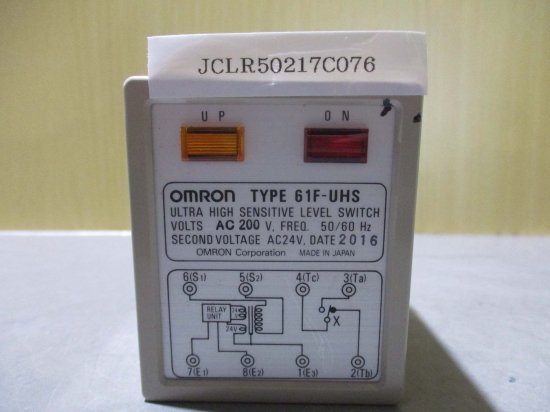 JCLR50217C076
UP ON
OMRON TYPE 61F-UHS
ULTRA HIGH SENSITIVE LEVEL SWITCH
VOLTS AC 200 V, FREQ. 50/60 Hz
SECOND VOLTAGE AC24V, DATE 2016
OMRON Corporation MADE IN JAPAN
6(S1) 5(S2) 4(Tc) 3(Ta)
RELAY UNIT
24V
X
7(E1) 8(E2) 1(E3) 2(Tb)